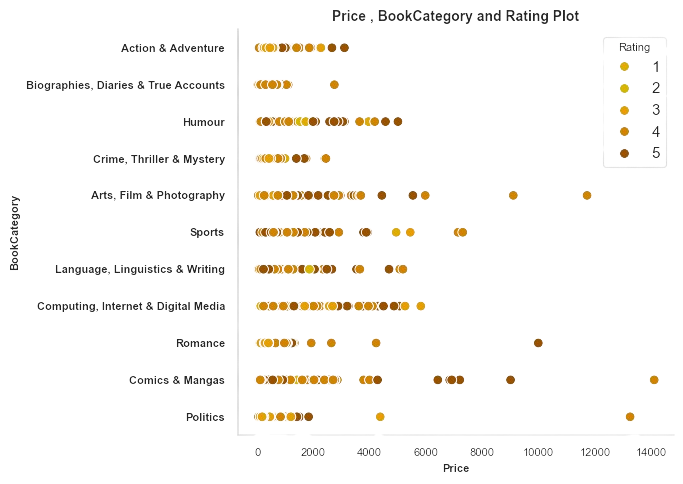 Price , BookCategory and Rating Plot
Rating
1
2
3
4
5
BookCategory
Action & Adventure
Biographies, Diaries & True Accounts
Humour
Crime, Thriller & Mystery
Arts, Film & Photography
Sports
Language, Linguistics & Writing
Computing, Internet & Digital Media
Romance
Comics & Mangas
Politics
0 2000 4000 6000 8000 10000 12000 14000
Price